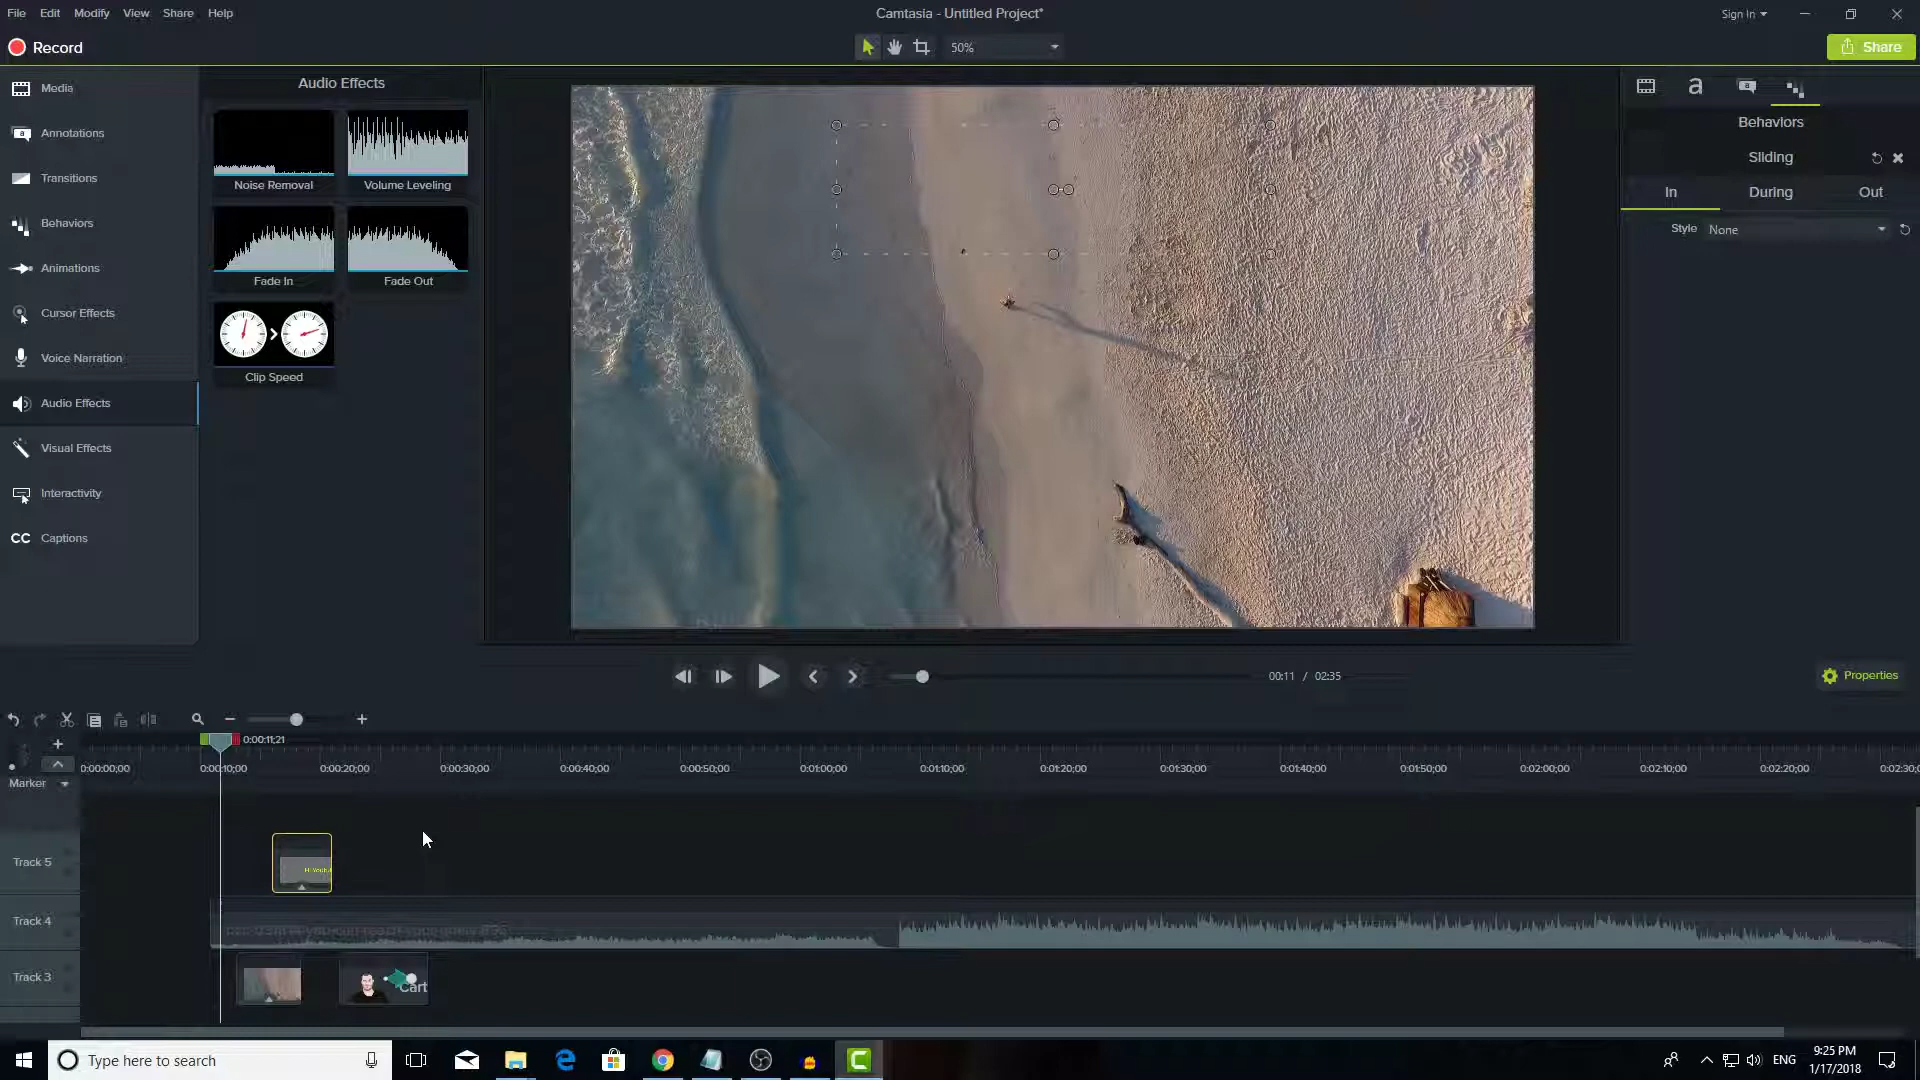 File Edit Modify View Share Help
Camtasia - Untitled Project*
Sign In
Record
50%
Share
Media
Annotations
Transitions
Behaviors
Animations
Cursor Effects
Voice Narration
Audio Effects
Visual Effects
Interactivity
CC Captions
Audio Effects
Noise Removal
Volume Leveling
Fade In
Fade Out
Clip Speed
Behaviors
Sliding
In During Out
Style None
00:11 / 02:35
Properties
0:00:11;21
0:00:00;00 0:00:10;00 0:00:20;00 0:00:30;00 0:00:40;00 0:00:50;00 0:01:00;00 0:01:10;00 0:01:20;00 0:01:30;00 0:01:40;00 0:01:50;00 0:02:00;00 0:02:10;00 0:02:20;00 0:02:30;0
Marker
Track 5
Track 4
Track 3
Cart
Type here to search
ENG
9:25 PM
1/17/2018